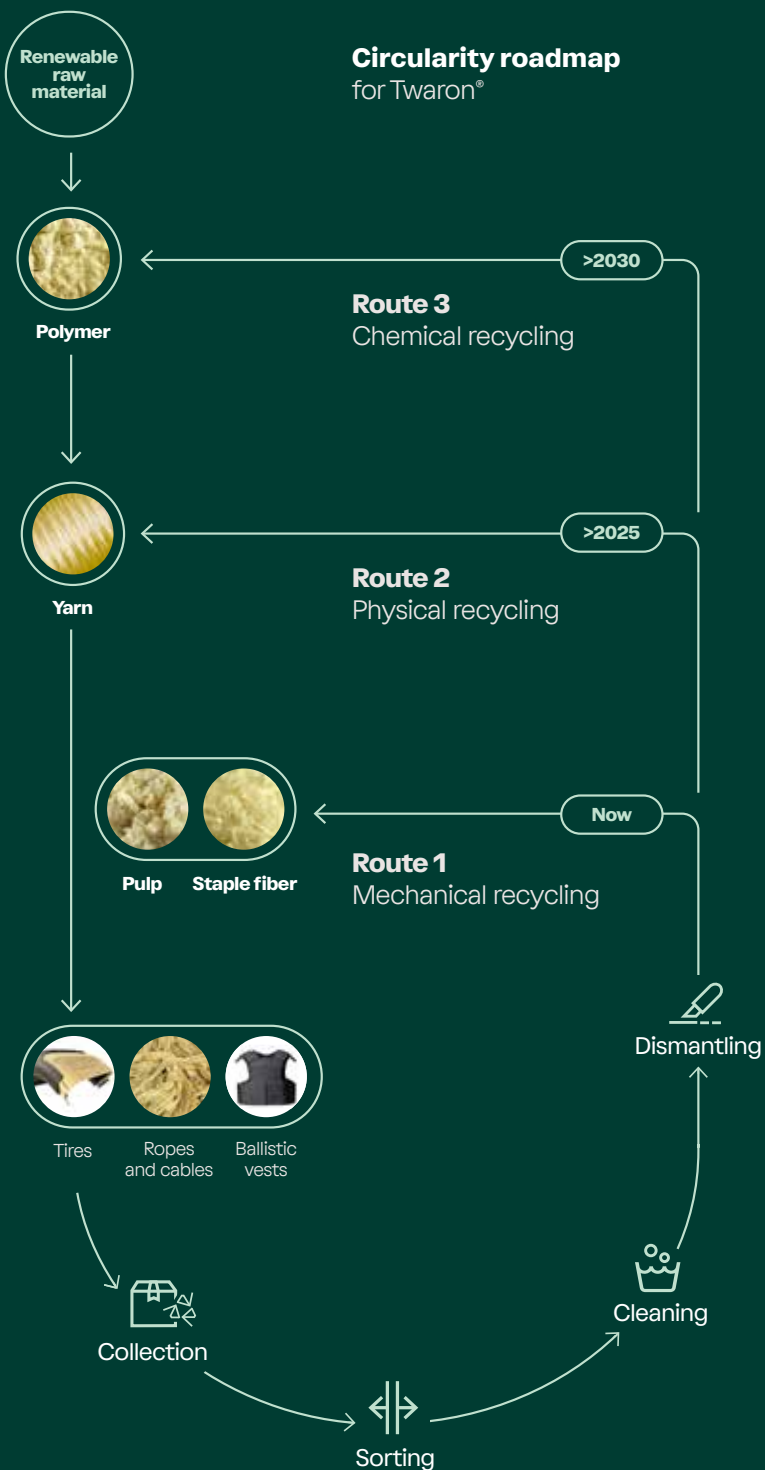 Renewable
raw
material
Circularity roadmap
for Twaron®
>2030
Polymer
Route 3
Chemical recycling
>2025
Yarn
Route 2
Physical recycling
Now
Pulp
Staple fiber
Route 1
Mechanical recycling
Dismantling
Tires
Ropes
and cables
Ballistic
vests
Cleaning
Collection
Sorting